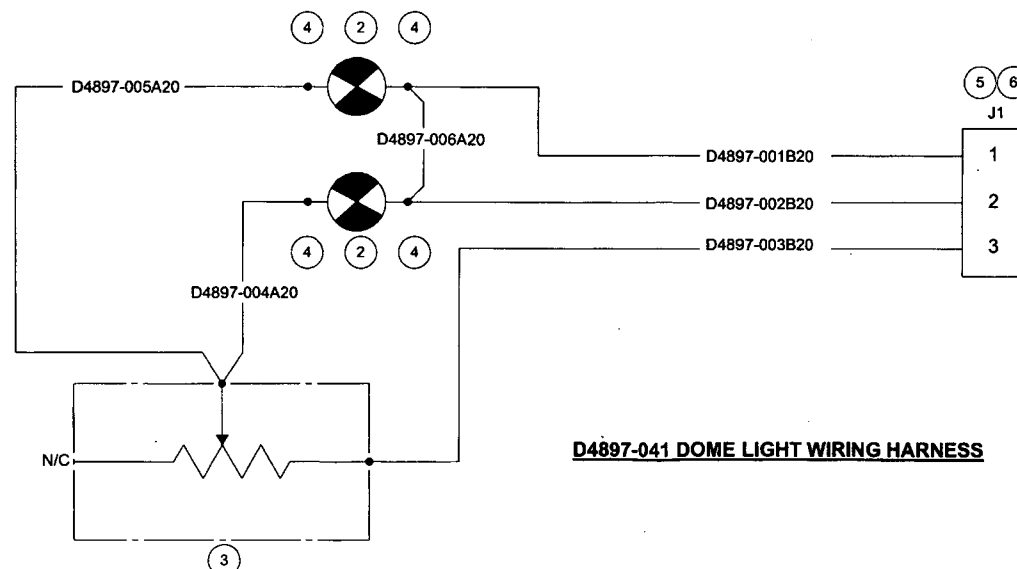 4 2 4
D4897-005A20
5 6
J1
D4897-006A20
D4897-001B20
1
D4897-002B20
2
4 2 4
D4897-003B20
3
D4897-004A20
N/C
D4897-041 DOME LIGHT WIRING HARNESS
3